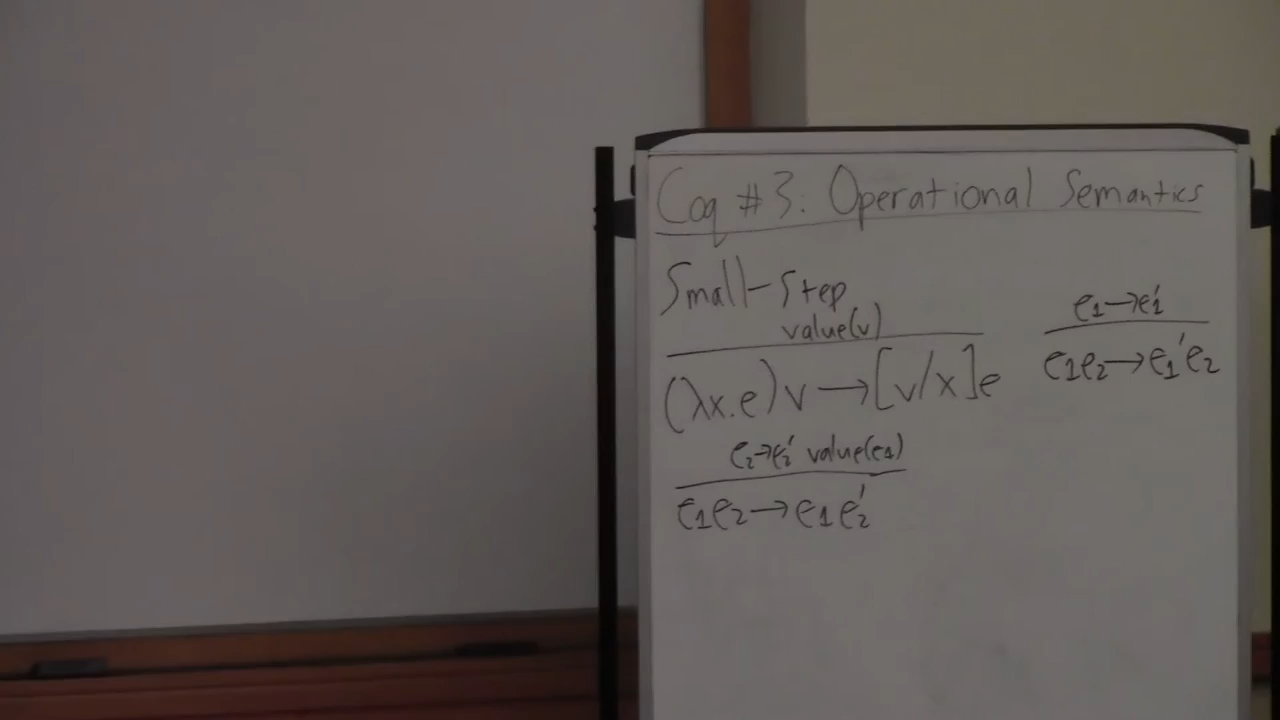 Coq #3: Operational Semantics
Small-Step
value(v)
(λx.e)v→[v/x]e
e1→e1'
e1e2→e1'e2
e2→e2' value(e1)
e1e2→e1e2'